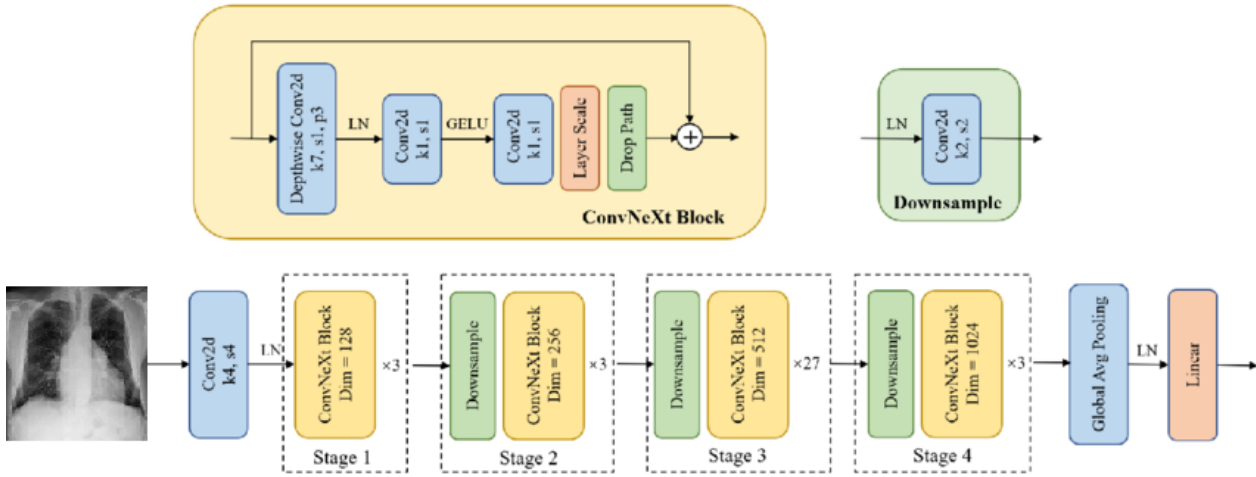 Depthwise Conv2d
k7, s1, p3
LN
Conv2d
k1, s1
GELU
Conv2d
k1, s1
Layer Scale
Drop Path
ConvNeXt Block
LN
Conv2d
k2, s2
Downsample
Conv2d
k4, s4
LN
ConvNeXt Block
Dim = 128
×3
Stage 1
Downsample
ConvNeXt Block
Dim = 256
×3
Stage 2
Downsample
ConvNeXt Block
Dim = 512
×27
Stage 3
Downsample
ConvNeXt Block
Dim = 1024
×3
Stage 4
Global Avg Pooling
LN
Linear